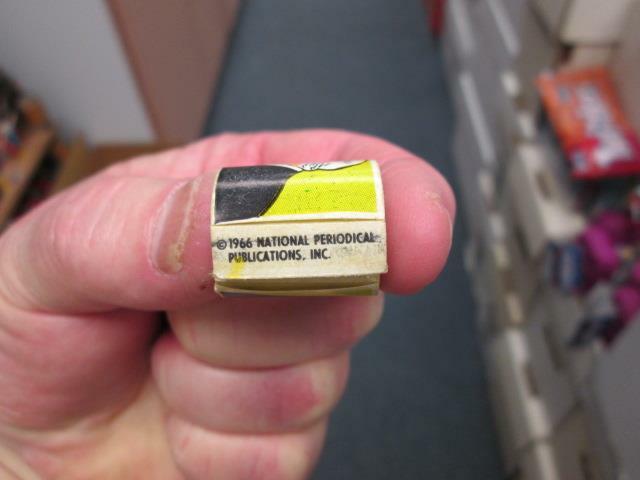 ©1966 NATIONAL PERIODICAL
PUBLICATIONS, INC.